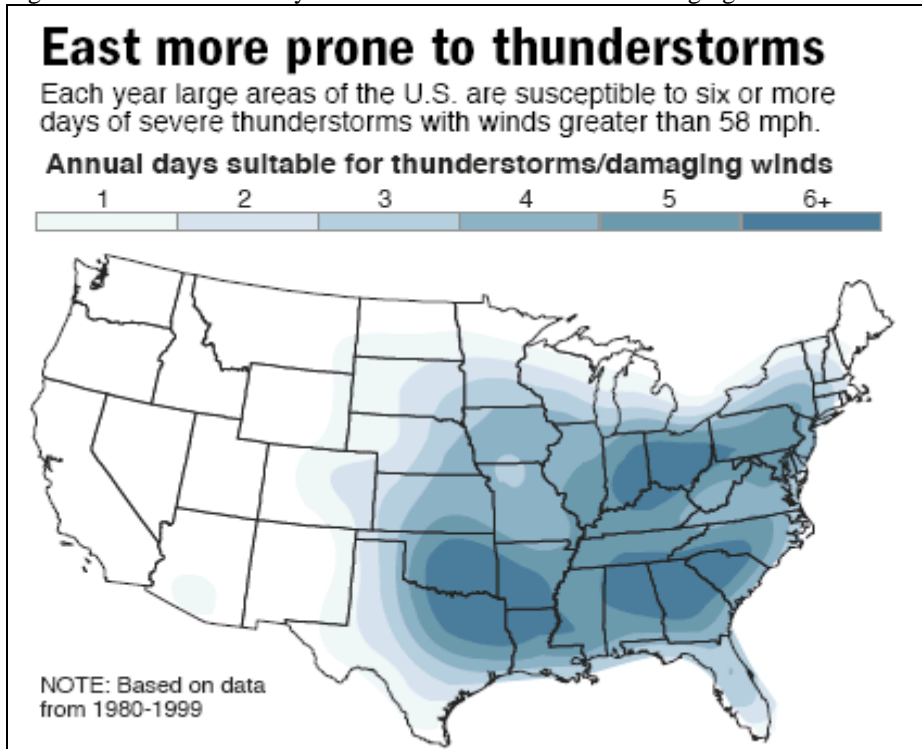 East more prone to thunderstorms
Each year large areas of the U.S. are susceptible to six or more
days of severe thunderstorms with winds greater than 58 mph.
Annual days suitable for thunderstorms/damaging winds
1 2 3 4 5 6+
NOTE: Based on data
from 1980-1999